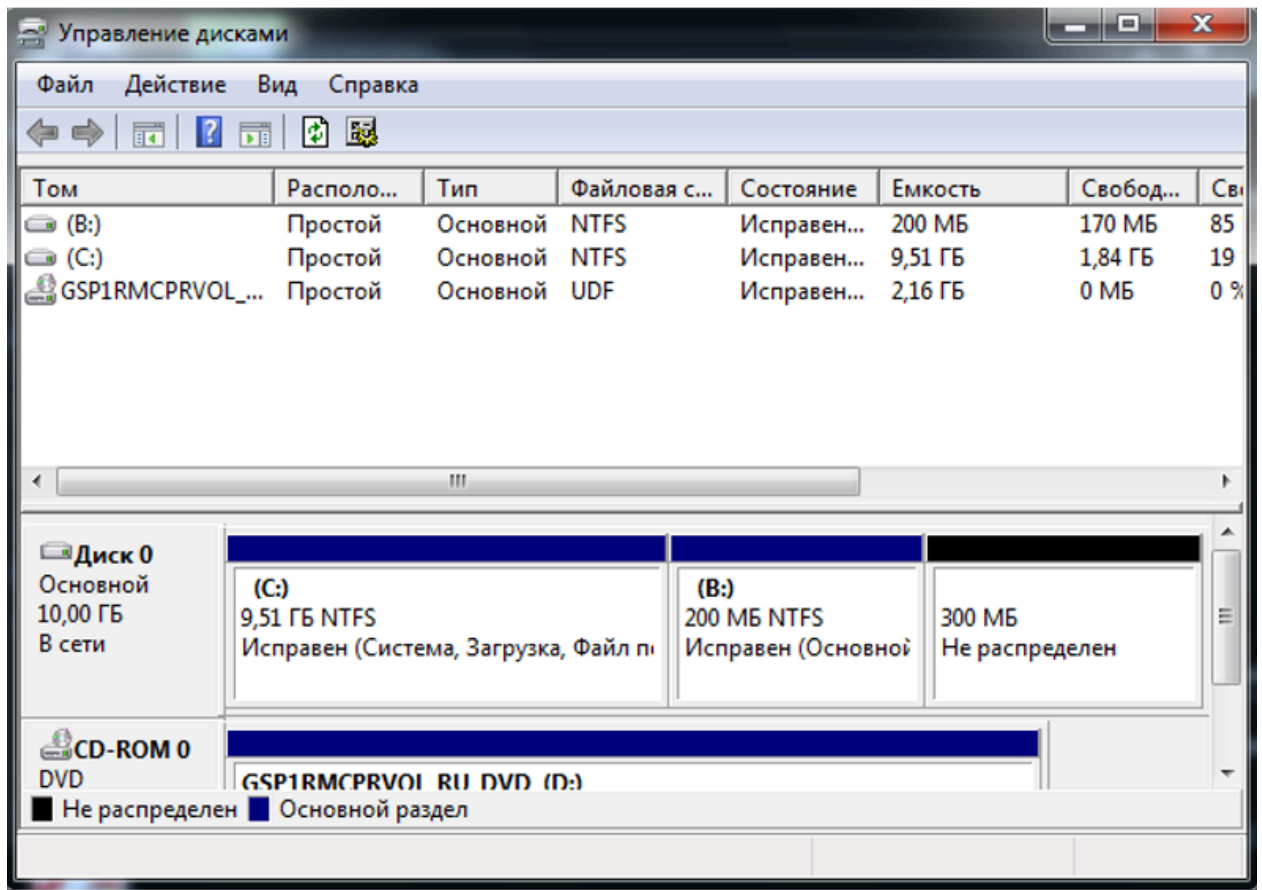 Управление дисками
Файл Действие Вид Справка
Том Располо... Тип Файловая с... Состояние Емкость Свобод... Сво
(B:) Простой Основной NTFS Исправен... 200 МБ 170 МБ 85
(C:) Простой Основной NTFS Исправен... 9,51 ГБ 1,84 ГБ 19
GSP1RMCPRVOL_... Простой Основной UDF Исправен... 2,16 ГБ 0 МБ 0 %
Диск 0
Основной
10,00 ГБ
В сети
(C:)
9,51 ГБ NTFS
Исправен (Система, Загрузка, Файл п
(B:)
200 МБ NTFS
Исправен (Основной
300 МБ
Не распределен
CD-ROM 0
DVD
GSP1RMCPRVOL_RU_DVD (D:)
Не распределен Основной раздел